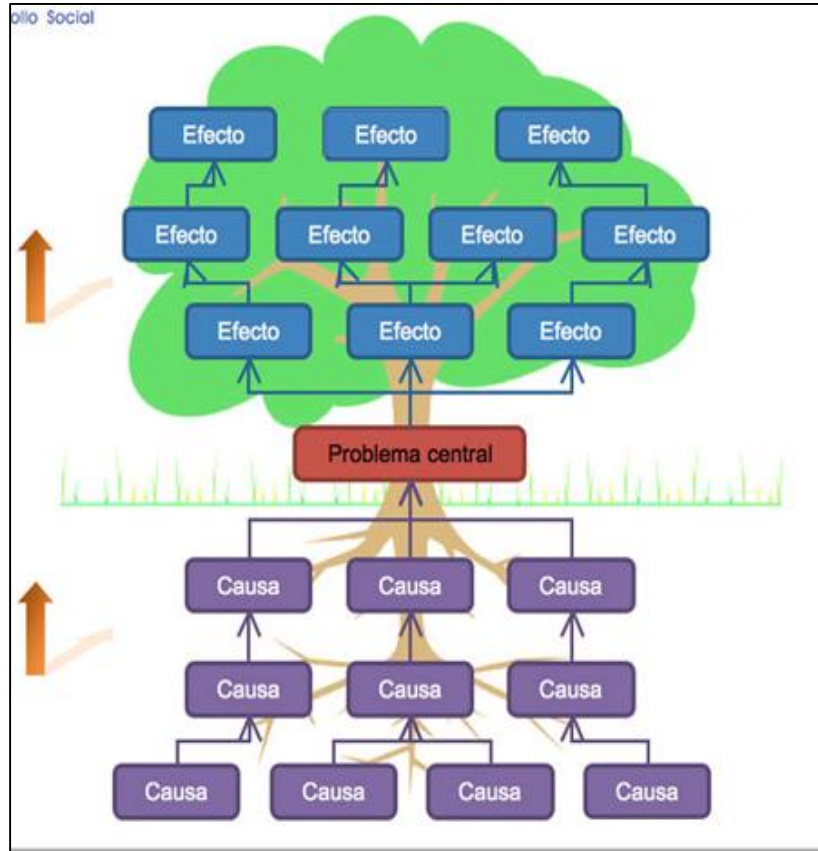 ollo Social
Efecto Efecto Efecto
Efecto Efecto Efecto Efecto
Efecto Efecto Efecto
Problema central
Causa Causa Causa
Causa Causa Causa
Causa Causa Causa Causa